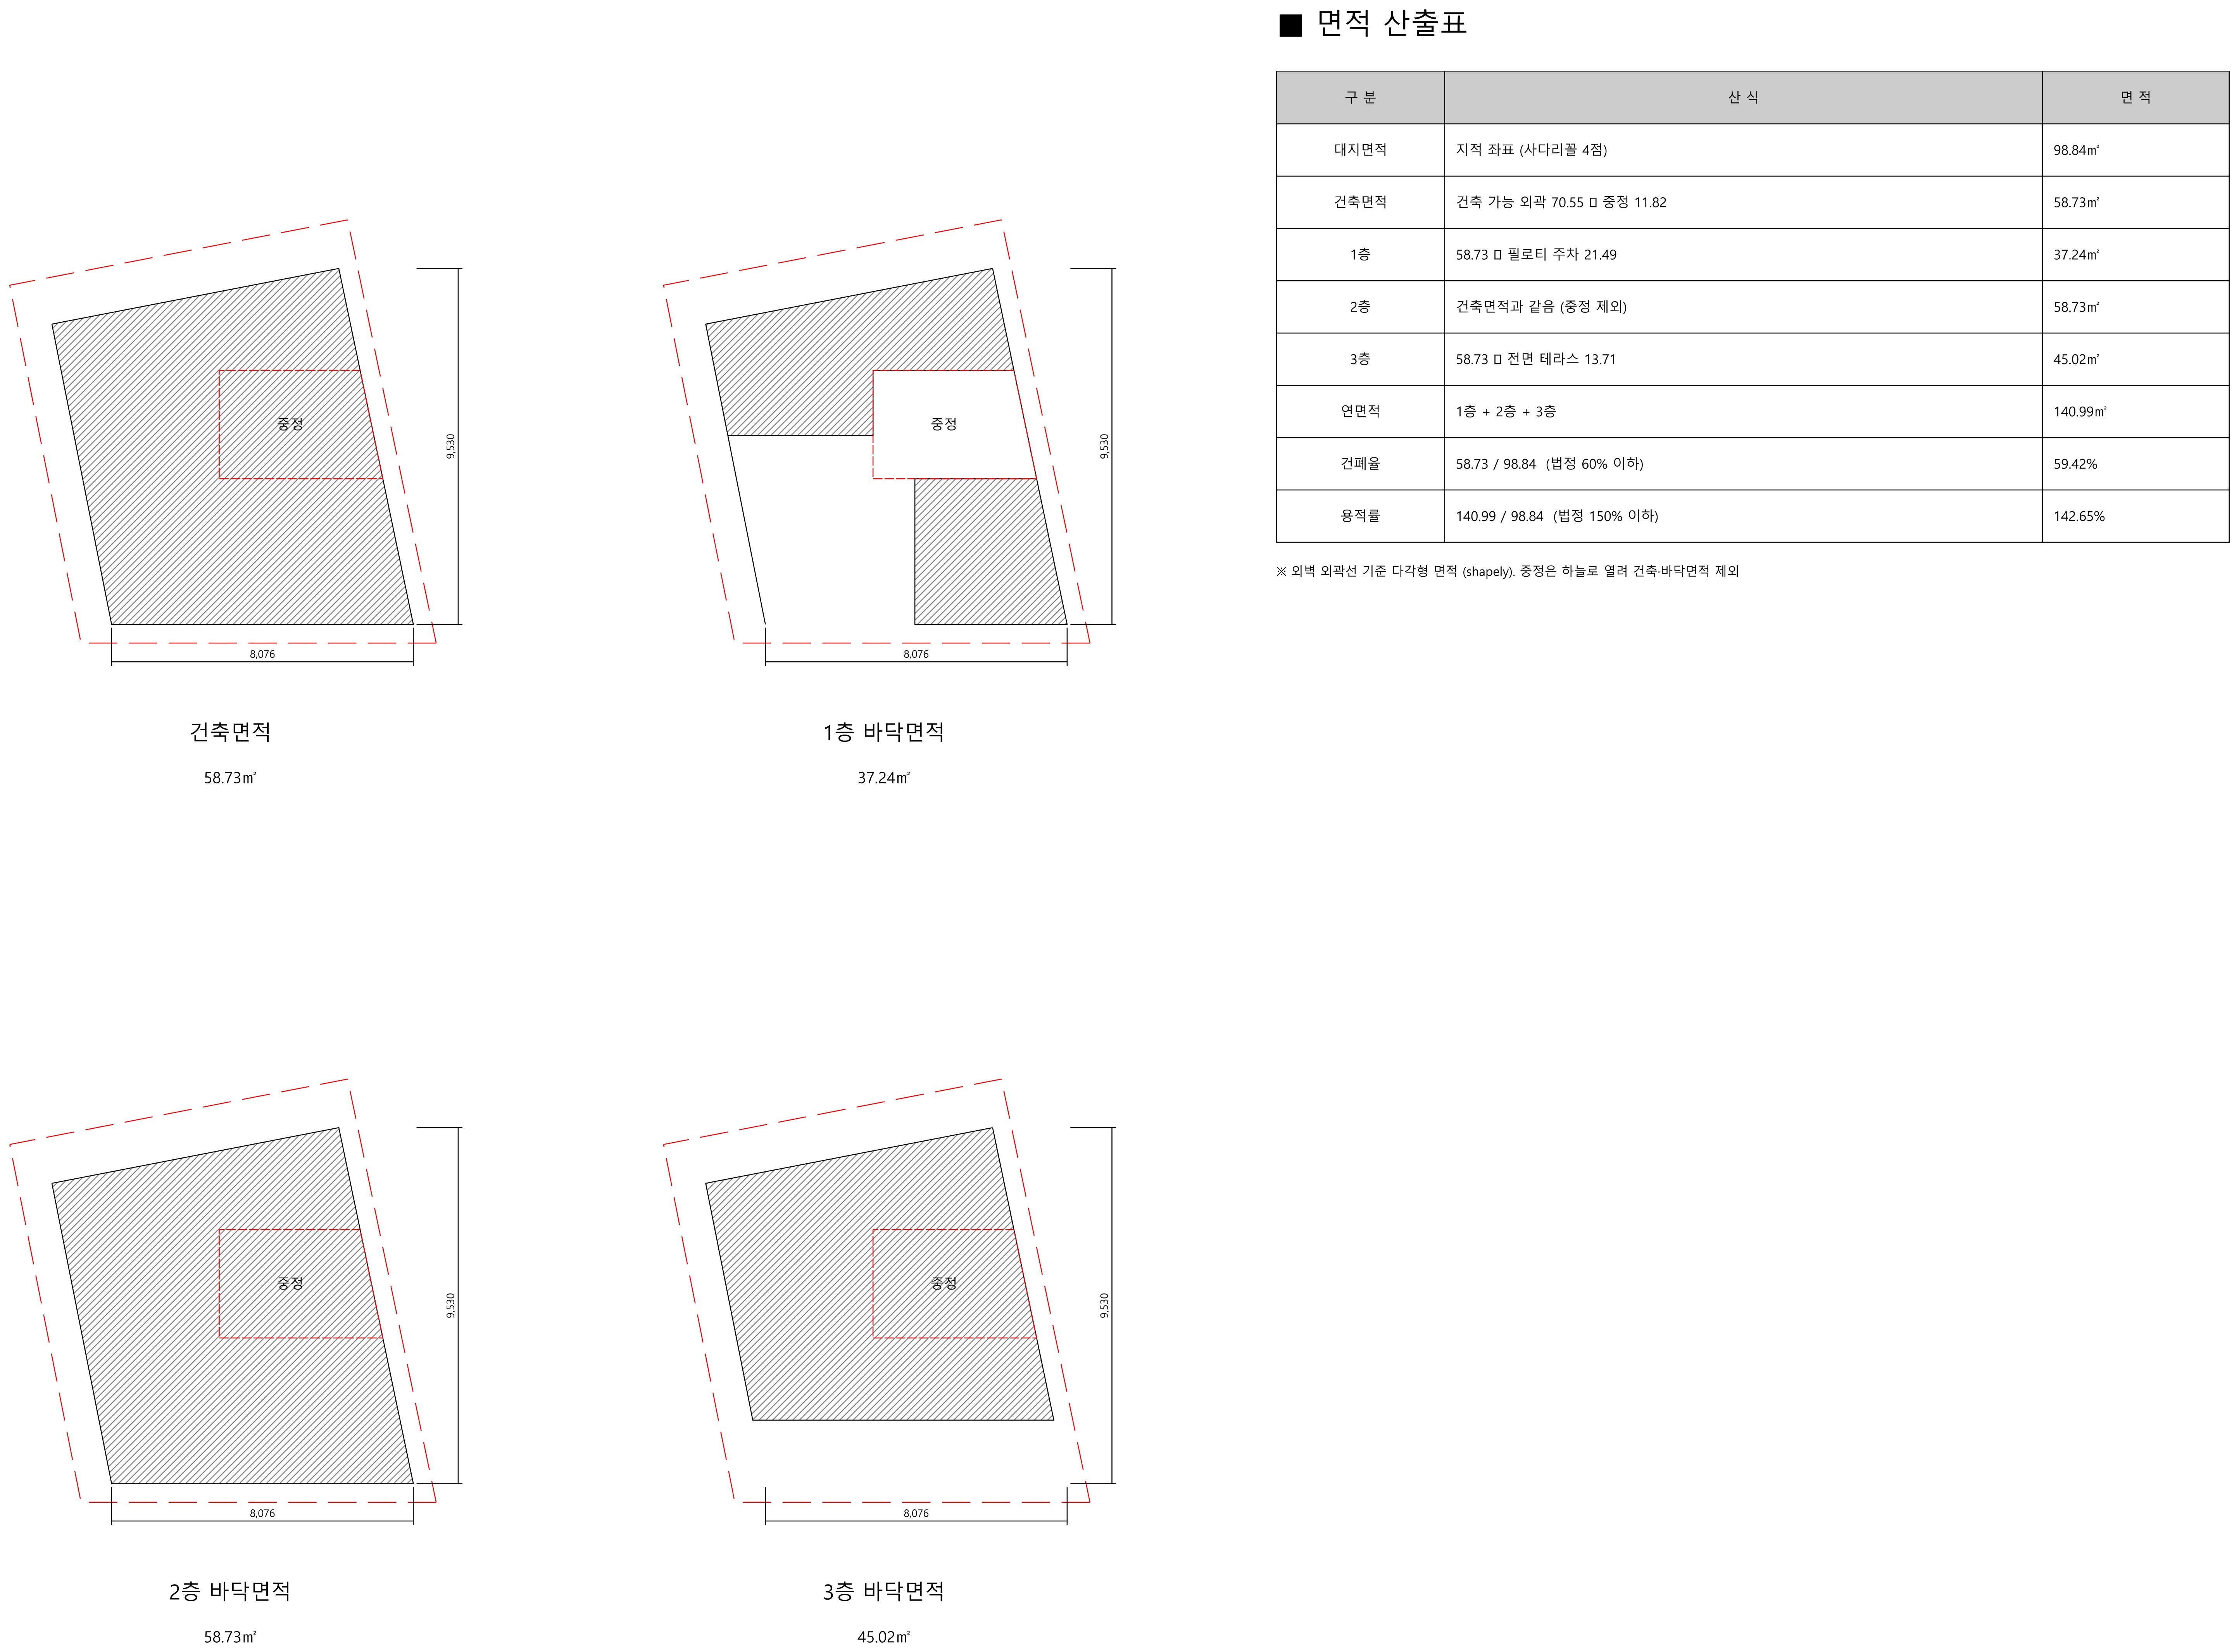 ■ 면적 산출표
구 분 산 식 면 적
대지면적 지적 좌표 (사다리꼴 4점) 98.84㎡
건축면적 건축 가능 외곽 70.55 ▯ 중정 11.82 58.73㎡
1층 58.73 ▯ 필로티 주차 21.49 37.24㎡
2층 건축면적과 같음 (중정 제외) 58.73㎡
3층 58.73 ▯ 전면 테라스 13.71 45.02㎡
연면적 1층 + 2층 + 3층 140.99㎡
건폐율 58.73 / 98.84 (법정 60% 이하) 59.42%
용적률 140.99 / 98.84 (법정 150% 이하) 142.65%
※ 외벽 외곽선 기준 다각형 면적 (shapely). 중정은 하늘로 열려 건축·바닥면적 제외
중정
9,530
8,076
건축면적
58.73㎡
중정
9,530
8,076
1층 바닥면적
37.24㎡
중정
9,530
8,076
2층 바닥면적
58.73㎡
중정
9,530
8,076
3층 바닥면적
45.02㎡